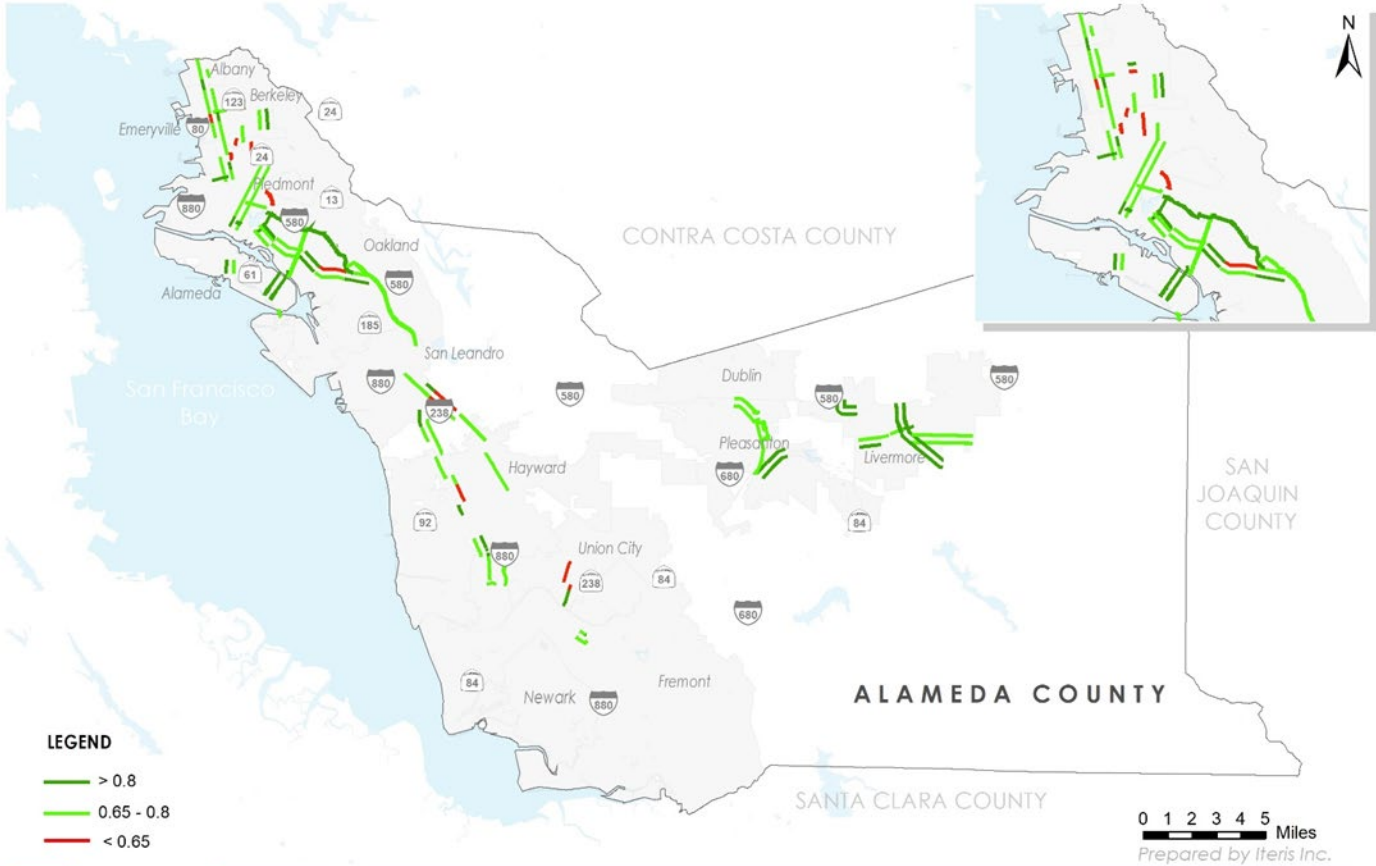 N
Albany
123
Berkeley
24
Emeryville
80
24
Piedmont
880
13
580
CONTRA COSTA COUNTY
Oakland
61
580
Alameda
185
San Leandro
San Francisco
Bay
880
238
580
Dublin
580
580
Pleasanton
Livermore
Hayward
680
SAN
JOAQUIN
COUNTY
92
84
880
Union City
238
84
680
84
Newark
880
Fremont
ALAMEDA COUNTY
LEGEND
> 0.8
0.65 - 0.8
< 0.65
SANTA CLARA COUNTY
0 1 2 3 4 5
Miles
Prepared by Iteris Inc.